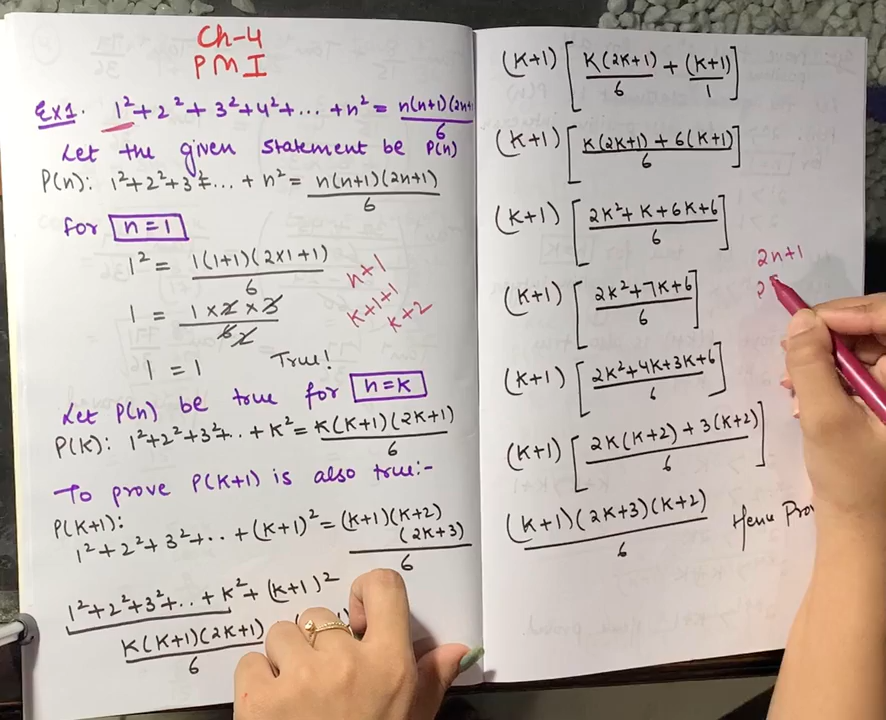 Ch-4
PMI
Ex1. 1²+2²+3²+4²+...+n² = n(n+1)(2n+1 / 6
Let the given statement be P(n)
P(n): 1²+2²+3²+...+n² = n(n+1)(2n+1) / 6
for n=1
1² = 1(1+1)(2×1+1) / 6
1 = 1×2×3 / 6 2
1 = 1 True!
n+1
K+1+1
K+2
Let P(n) be true for n=K
P(K): 1²+2²+3²+..+K² = K(K+1)(2K+1) / 6
To prove P(K+1) is also true:-
P(K+1):
1²+2²+3²+..+(K+1)² = (K+1)(K+2)(2K+3) / 6
1²+2²+3²+..+K²+(K+1)²
K(K+1)(2K+1) / 6
(K+1) [K(2K+1) / 6 + (K+1) / 1]
(K+1) [K(2K+1) + 6(K+1) / 6]
(K+1) [2K²+K+6K+6 / 6]
(K+1) [2K²+7K+6 / 6]
(K+1) [2K²+4K+3K+6 / 6]
(K+1) [2K(K+2) + 3(K+2) / 6]
(K+1)(2K+3)(K+2) / 6 Hence
2n+1